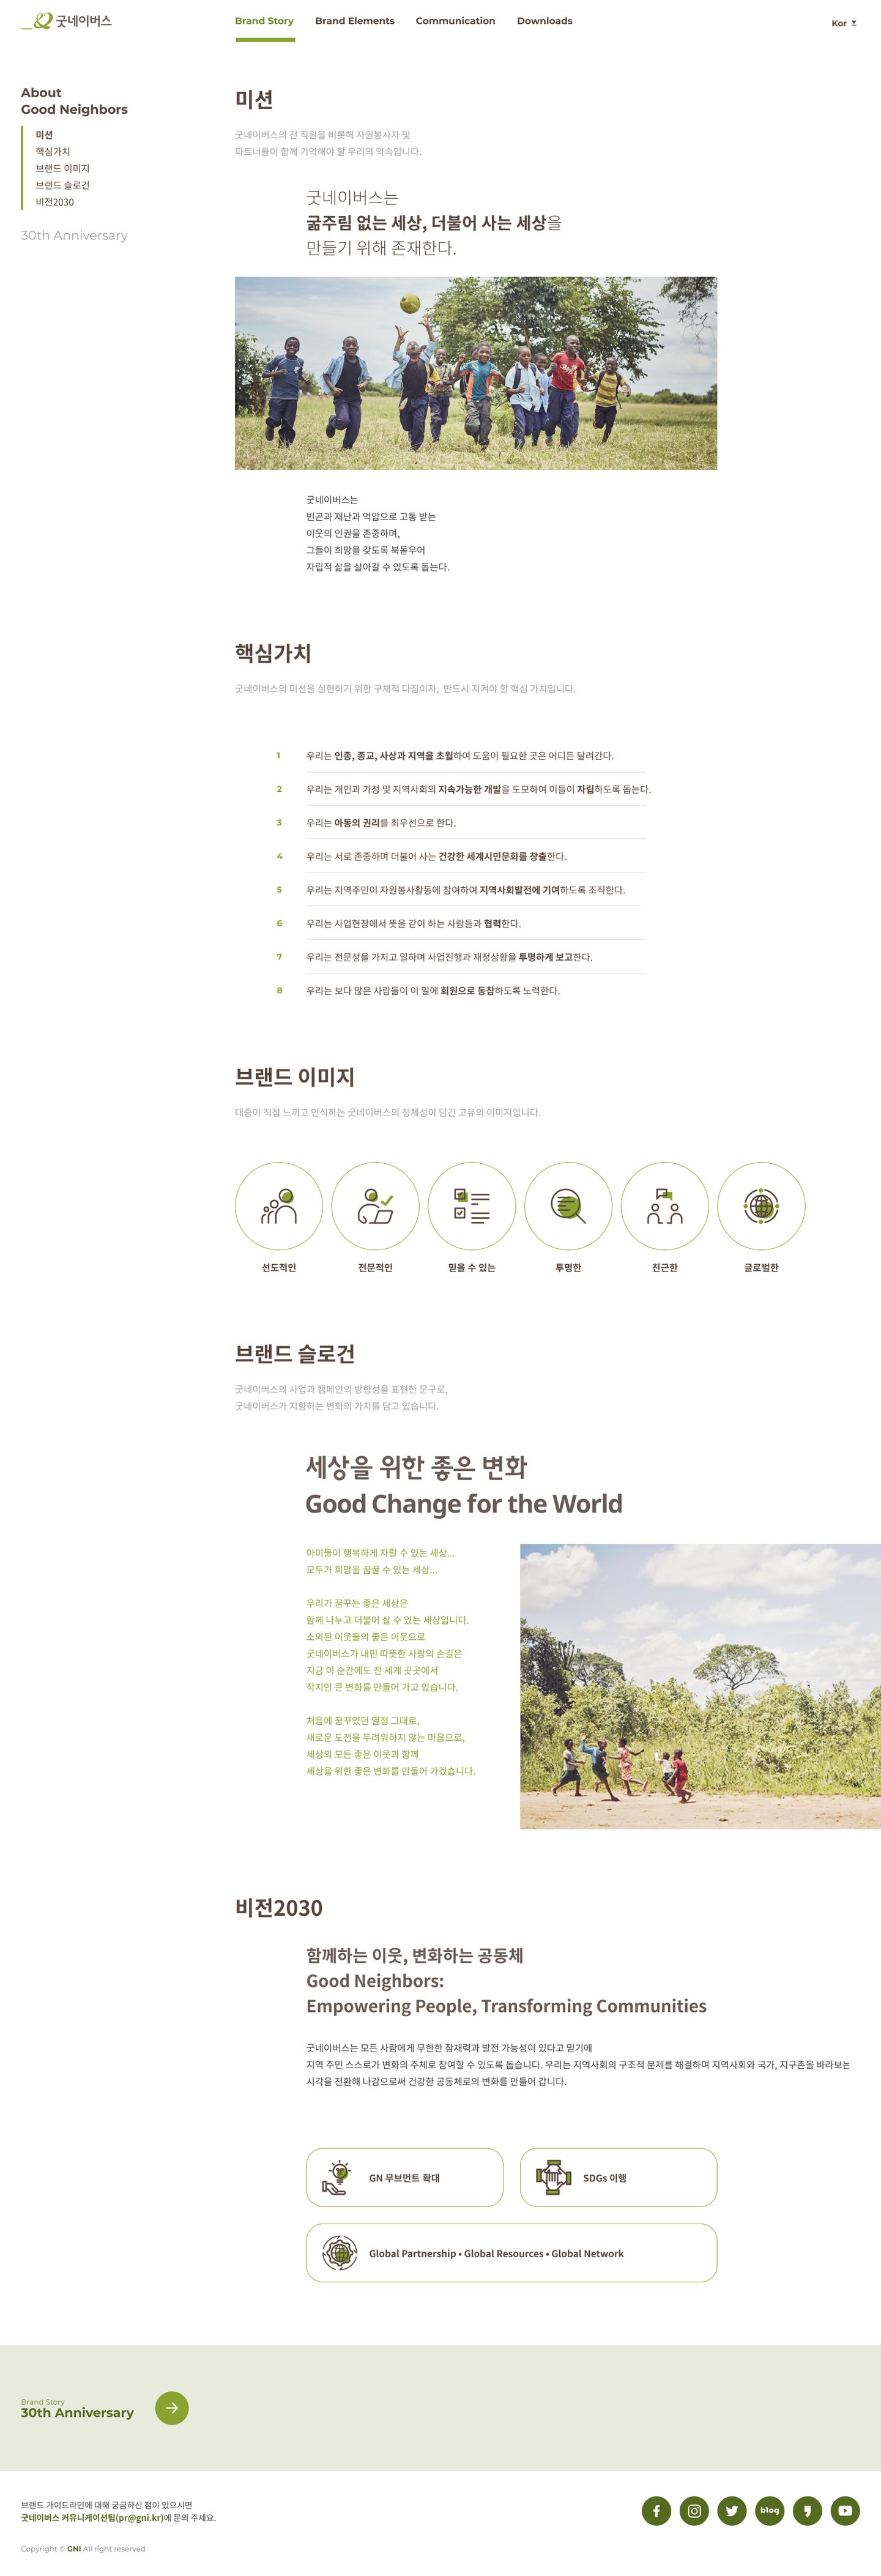 굿네이버스
Brand Story
Brand Elements
Communication
Downloads
Kor
About
Good Neighbors
미션
핵심가치
브랜드 이미지
브랜드 슬로건
비전2030
30th Anniversary
미션
굿네이버스의 전 직원을 비롯해 자원봉사자 및
파트너들이 함께 기억해야 할 우리의 약속입니다.
굿네이버스는
굶주림 없는 세상, 더불어 사는 세상을
만들기 위해 존재한다.
굿네이버스는
빈곤과 재난과 억압으로 고통 받는
이웃의 인권을 존중하며,
그들이 희망을 갖도록 북돋우어
자립적 삶을 살아갈 수 있도록 돕는다.
핵심가치
굿네이버스의 미션을 실현하기 위한 구체적 다짐이자, 반드시 지켜야 할 핵심 가치입니다.
1 우리는 인종, 종교, 사상과 지역을 초월하여 도움이 필요한 곳은 어디든 달려간다.
2 우리는 개인과 가정 및 지역사회의 지속가능한 개발을 도모하여 이들이 자립하도록 돕는다.
3 우리는 아동의 권리를 최우선으로 한다.
4 우리는 서로 존중하며 더불어 사는 건강한 세계시민문화를 창출한다.
5 우리는 지역주민이 자원봉사활동에 참여하여 지역사회발전에 기여하도록 조직한다.
6 우리는 사업현장에서 뜻을 같이 하는 사람들과 협력한다.
7 우리는 전문성을 가지고 일하며 사업진행과 재정상황을 투명하게 보고한다.
8 우리는 보다 많은 사람들이 이 일에 회원으로 동참하도록 노력한다.
브랜드 이미지
대중이 직접 느끼고 인식하는 굿네이버스의 정체성이 담긴 고유의 이미지입니다.
선도적인
전문적인
믿을 수 있는
투명한
친근한
글로벌한
브랜드 슬로건
굿네이버스의 사업과 캠페인의 방향성을 표현한 문구로,
굿네이버스가 지향하는 변화의 가치를 담고 있습니다.
세상을 위한 좋은 변화
Good Change for the World
아이들이 행복하게 자랄 수 있는 세상...
모두가 희망을 꿈꿀 수 있는 세상...
우리가 꿈꾸는 좋은 세상은
함께 나누고 더불어 살 수 있는 세상입니다.
소외된 이웃들의 좋은 이웃으로
굿네이버스가 내민 따뜻한 사랑의 손길은
지금 이 순간에도 전 세계 곳곳에서
작지만 큰 변화를 만들어 가고 있습니다.
처음에 꿈꾸었던 열정 그대로,
새로운 도전을 두려워하지 않는 마음으로,
세상의 모든 좋은 이웃과 함께
세상을 위한 좋은 변화를 만들어 가겠습니다.
비전2030
함께하는 이웃, 변화하는 공동체
Good Neighbors:
Empowering People, Transforming Communities
굿네이버스는 모든 사람에게 무한한 잠재력과 발전 가능성이 있다고 믿기에
지역 주민 스스로가 변화의 주체로 참여할 수 있도록 돕습니다. 우리는 지역사회의 구조적 문제를 해결하며 지역사회와 국가, 지구촌을 바라보는
시각을 전환해 나감으로써 건강한 공동체로의 변화를 만들어 갑니다.
GN 무브먼트 확대
SDGs 이행
Global Partnership • Global Resources • Global Network
Brand Story
30th Anniversary
브랜드 가이드라인에 대해 궁금하신 점이 있으시면
굿네이버스 커뮤니케이션팀(pr@gni.kr)에 문의 주세요.
blog
Copyright © GNI All right reserved